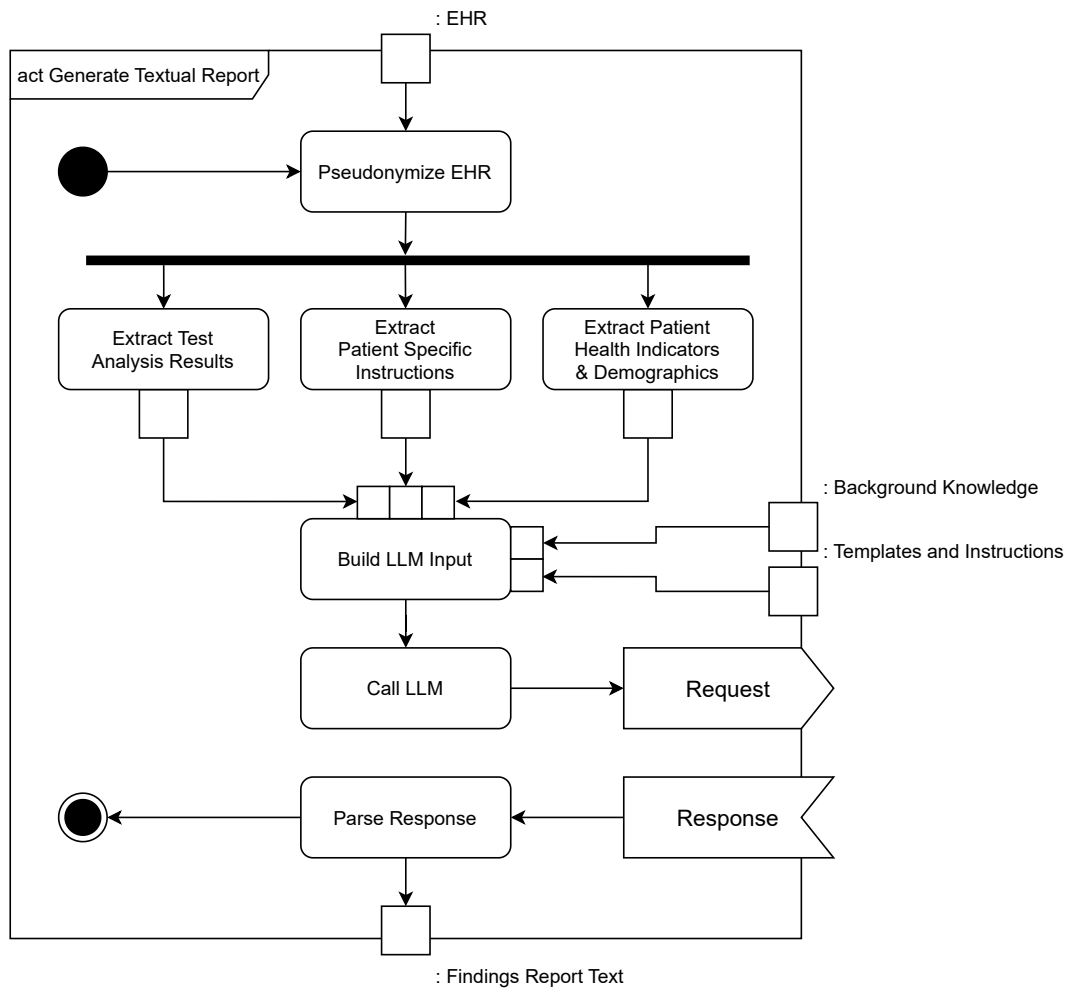 : EHR
act Generate Textual Report
Pseudonymize EHR
Extract Test
Analysis Results
Extract
Patient Specific
Instructions
Extract Patient
Health Indicators
& Demographics
: Background Knowledge
: Templates and Instructions
Build LLM Input
Call LLM
Request
Parse Response
Response
: Findings Report Text